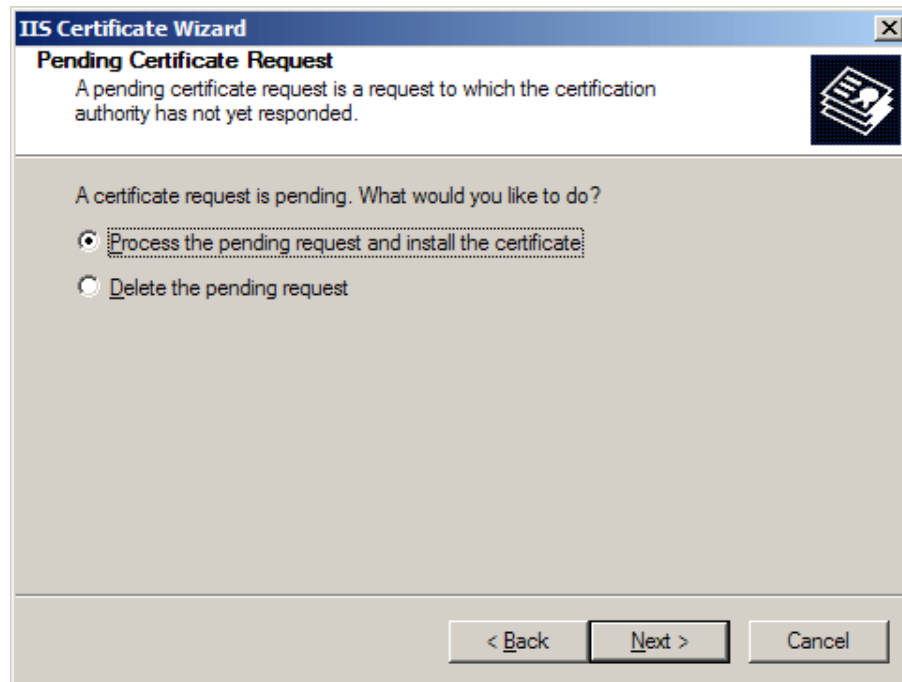 IIS Certificate Wizard
Pending Certificate Request
A pending certificate request is a request to which the certification
authority has not yet responded.
A certificate request is pending. What would you like to do?
Process the pending request and install the certificate
Delete the pending request
< Back
Next >
Cancel